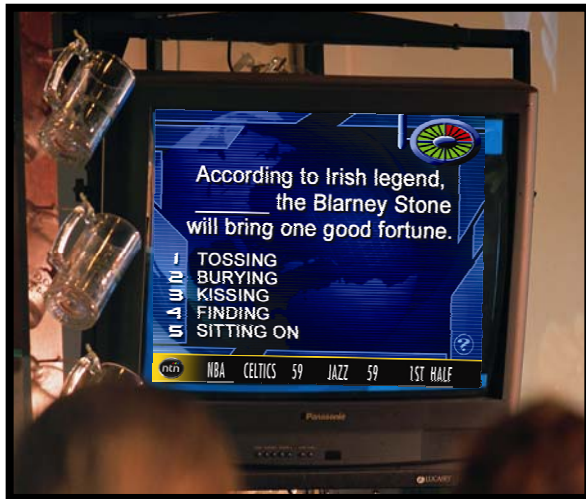 According to Irish legend,
______ the Blarney Stone
will bring one good fortune.
1 TOSSING
2 BURYING
3 KISSING
4 FINDING
5 SITTING ON
?
ntn NBA CELTICS 59 JAZZ 59 1ST HALF
Panasonic